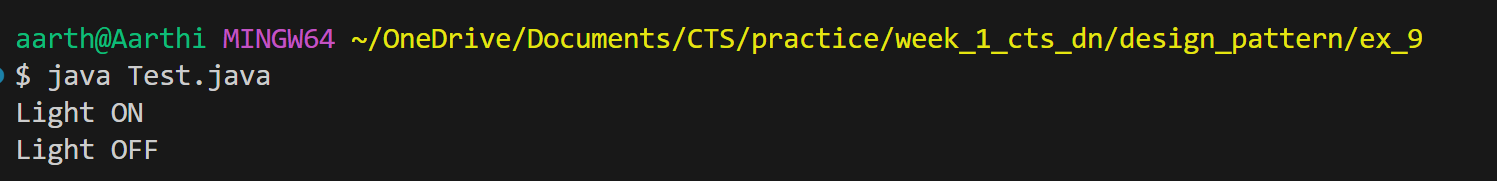 aarth@Aarthi MINGW64 ~/OneDrive/Documents/CTS/practice/week_1_cts_dn/design_pattern/ex_9
$ java Test.java
Light ON
Light OFF